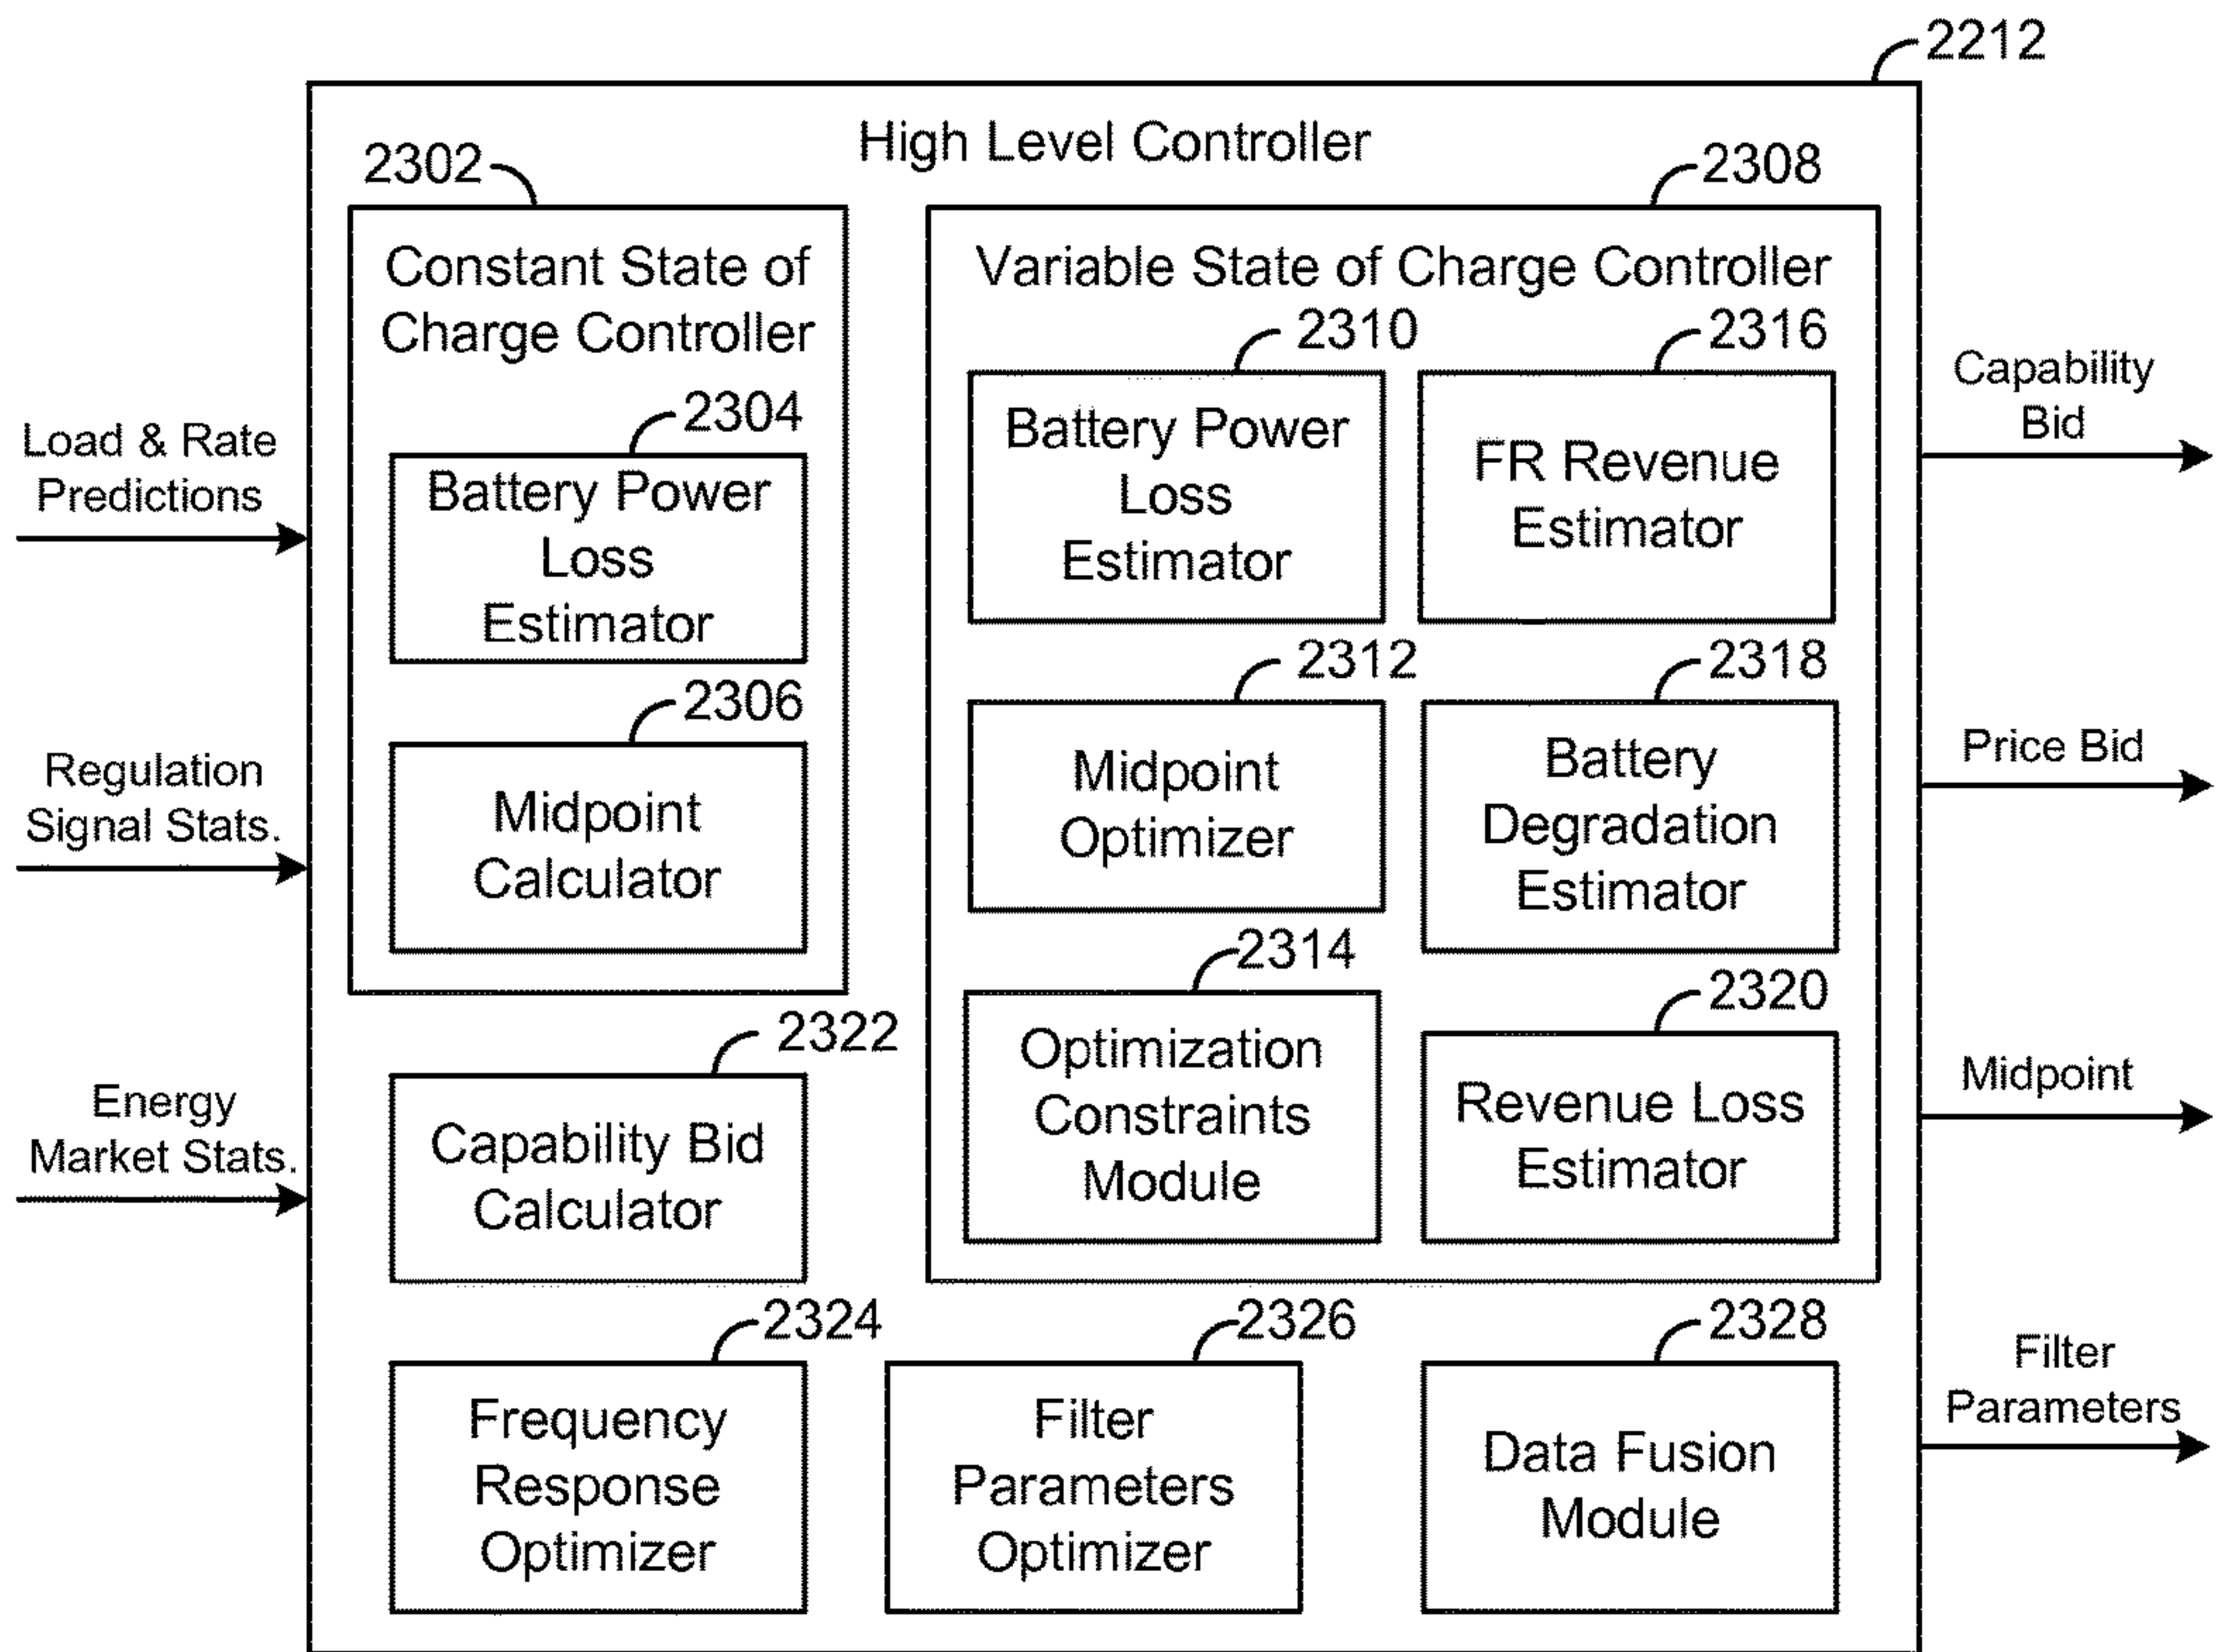 2212
High Level Controller
2302
Constant State of
Charge Controller
2304
Battery Power
Loss
Estimator
2306
Midpoint
Calculator
2308
Variable State of Charge Controller
2310
Battery Power
Loss
Estimator
2316
FR Revenue
Estimator
2312
Midpoint
Optimizer
2318
Battery
Degradation
Estimator
2314
Optimization
Constraints
Module
2320
Revenue Loss
Estimator
2322
Capability Bid
Calculator
2324
Frequency
Response
Optimizer
2326
Filter
Parameters
Optimizer
2328
Data Fusion
Module
Load & Rate
Predictions
Regulation
Signal Stats.
Energy
Market Stats.
Capability
Bid
Price Bid
Midpoint
Filter
Parameters